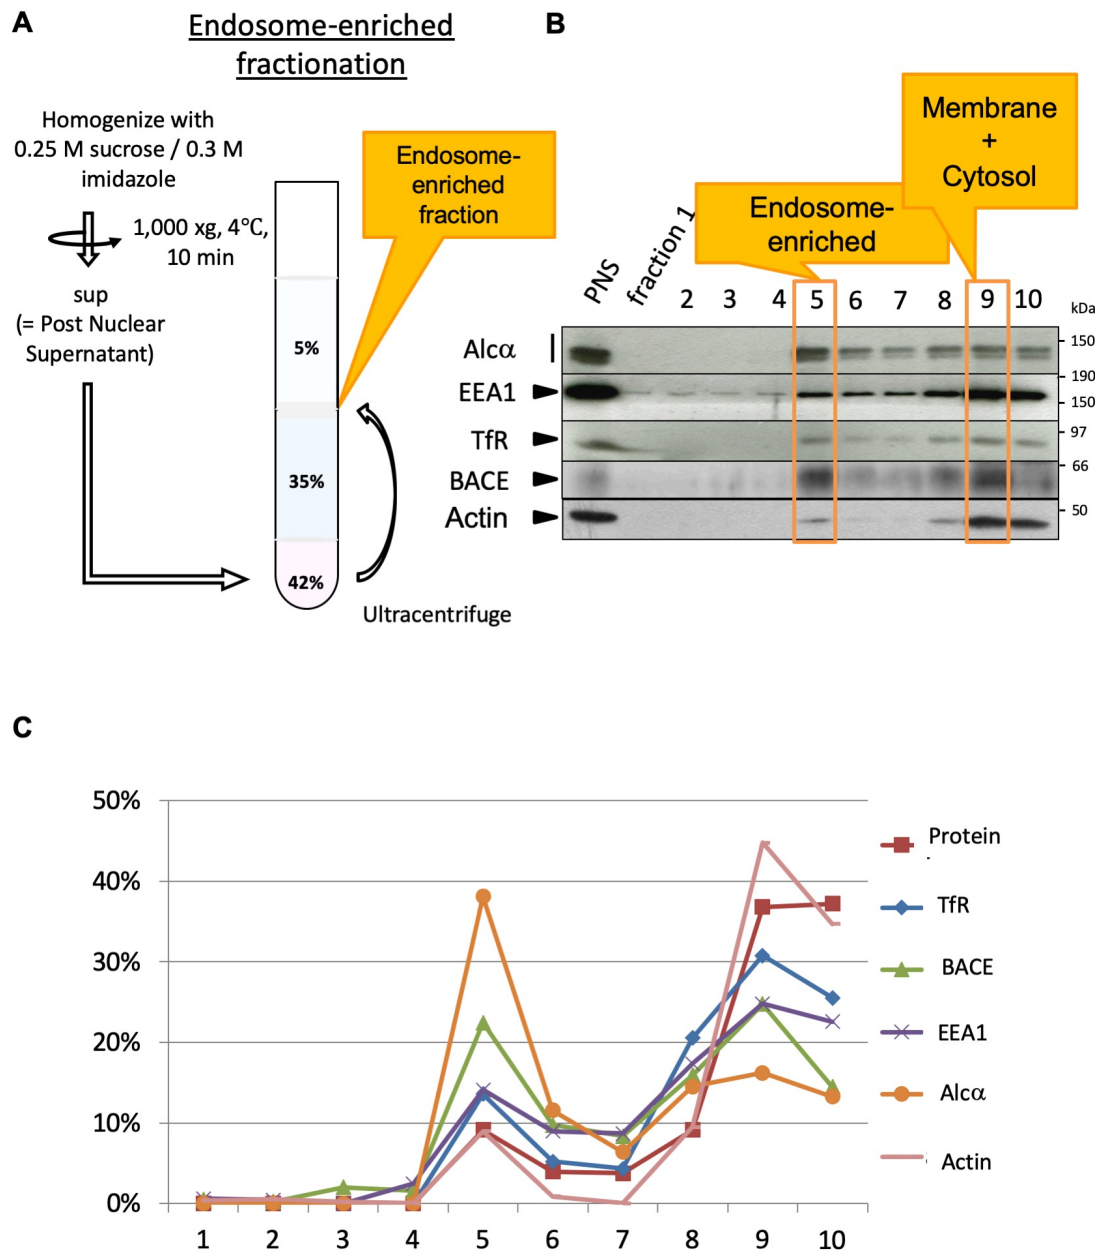 A
Endosome-enriched
fractionation
Homogenize with
0.25 M sucrose / 0.3 M
imidazole
1,000 xg, 4℃,
10 min
sup
(= Post Nuclear
Supernatant)
Endosome-
enriched
fraction
5%
35%
42%
Ultracentrifuge
B
Membrane
+
Cytosol
Endosome-
enriched
PNS
fraction 1
2 3 4 5 6 7 8 9 10
kDa
Alcα
150
EEA1
190
150
TfR
97
BACE
66
Actin
50
C
50%
40%
30%
20%
10%
0%
1 2 3 4 5 6 7 8 9 10
Protein
TfR
BACE
EEA1
Alcα
Actin